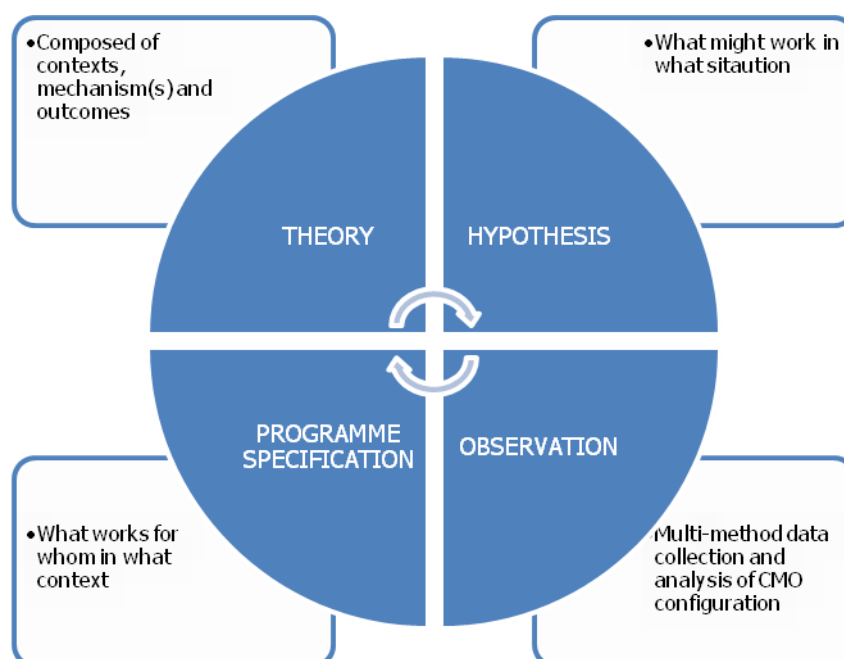 •Composed of
contexts,
mechanism(s) and
outcomes
•What might work in
what sitaution
THEORY
HYPOTHESIS
PROGRAMME
SPECIFICATION
OBSERVATION
•What works for
whom in what
context
•Multi-method data
collection and
analysis of CMO
configuration